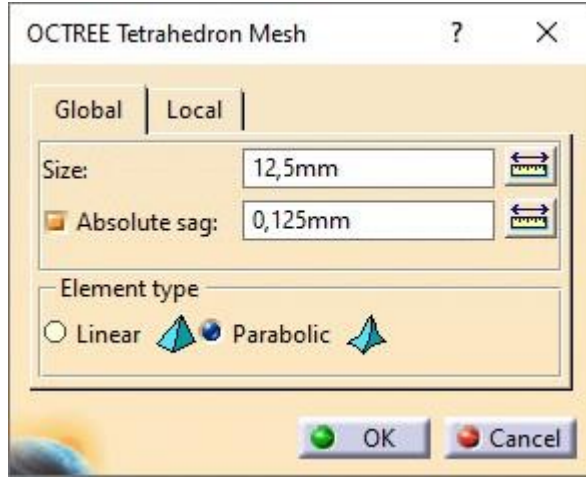 OCTREE Tetrahedron Mesh ? ×
Global Local
Size: 12,5mm
Absolute sag: 0,125mm
Element type
Linear Parabolic
OK Cancel